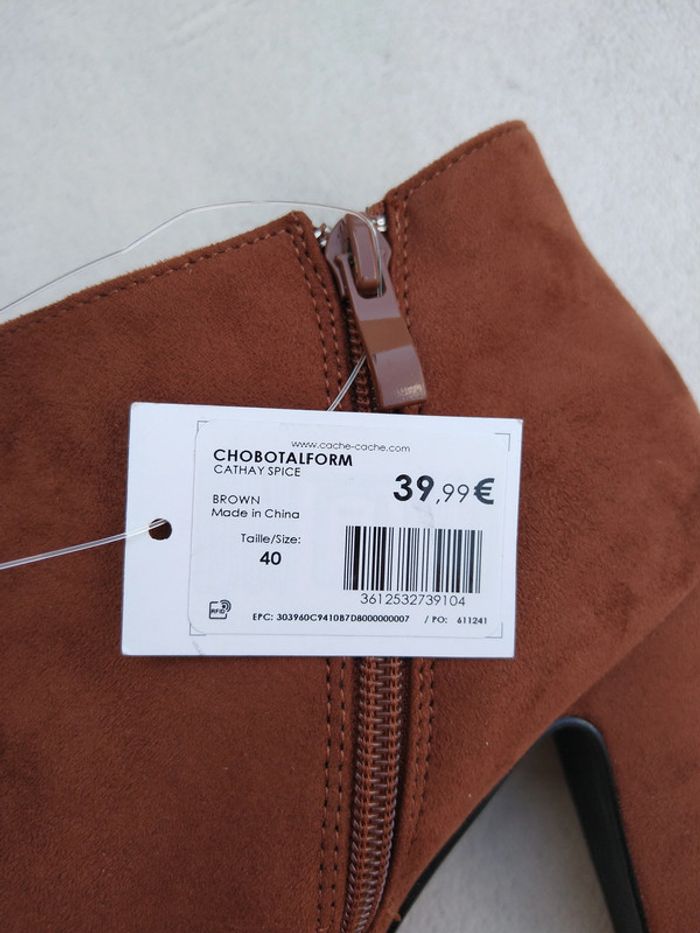 www.cache-cache.com
CHOBOTALFORM
CATHAY SPICE
39,99€
BROWN
Made in China
Taille/Size:
40
3612532739104
RFID
EPC: 303960C9410B7D8000000007 / PO: 611241